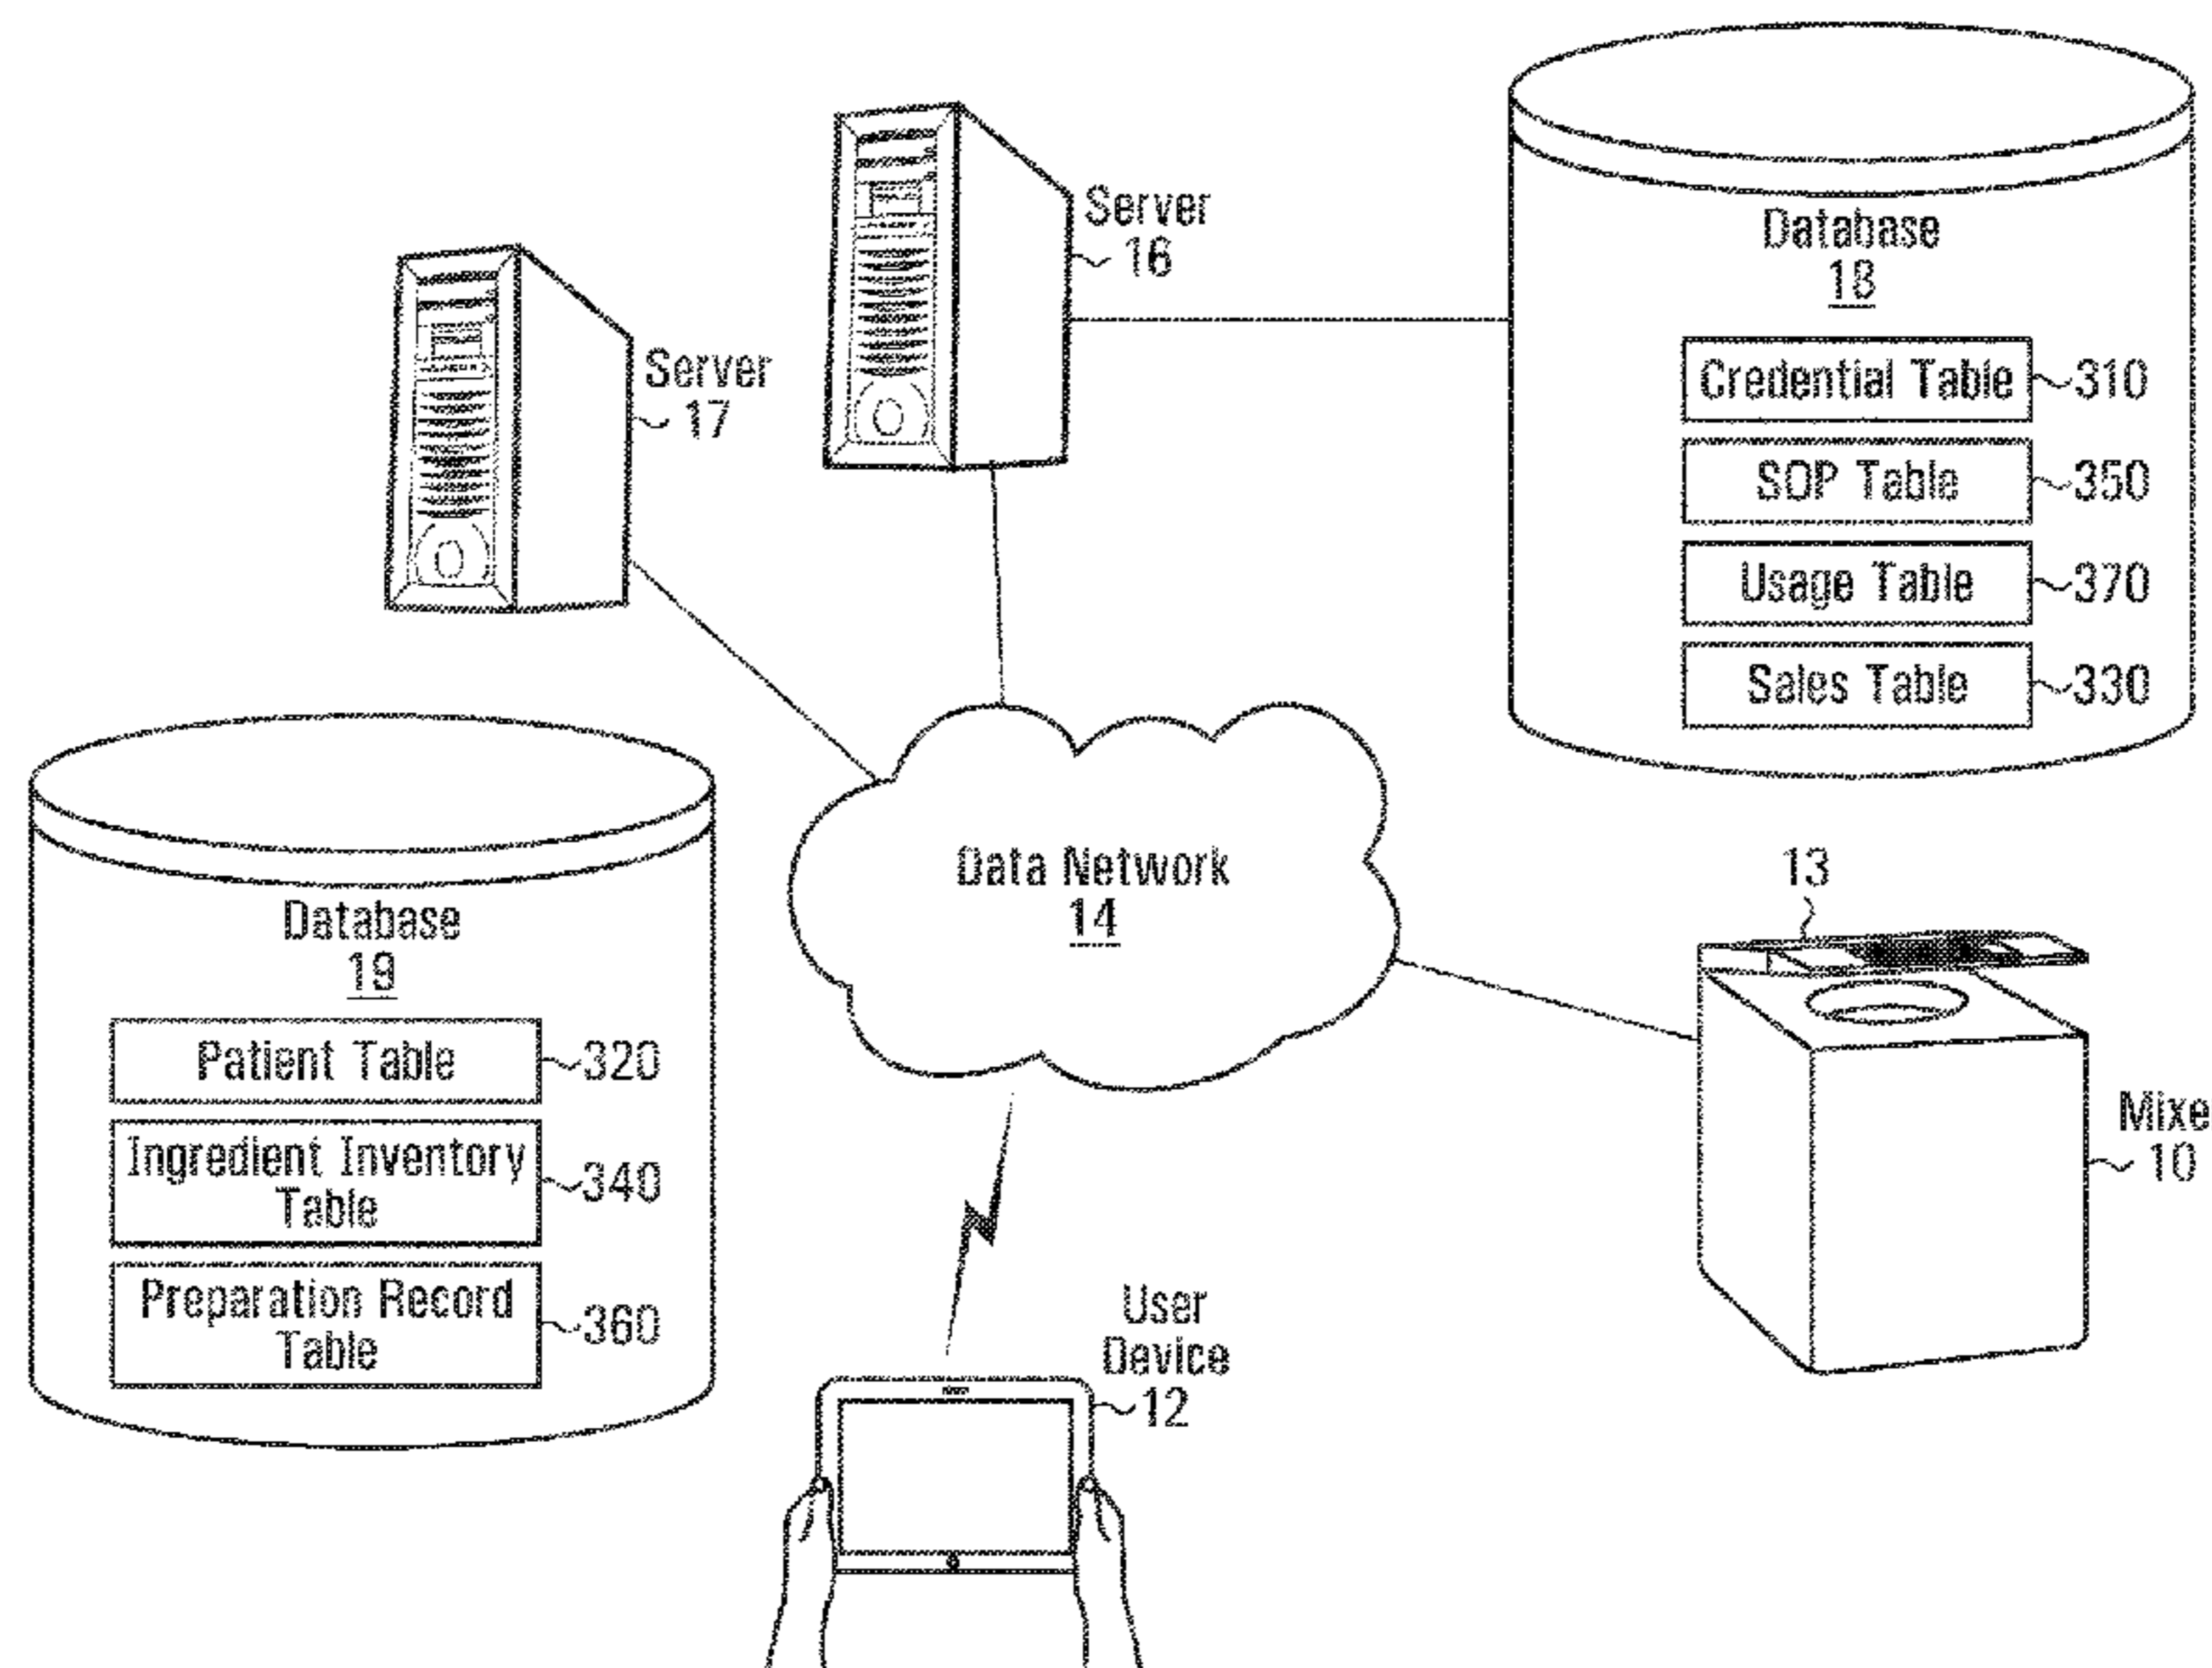 Server
16
Server
17
Database
18
Credential Table
310
SOP Table
350
Usage Table
370
Sales Table
330
Data Network
14
Database
19
Patient Table
320
Ingredient Inventory
Table
340
Preparation Record
Table
360
13
Mixe
10
User
Device
12